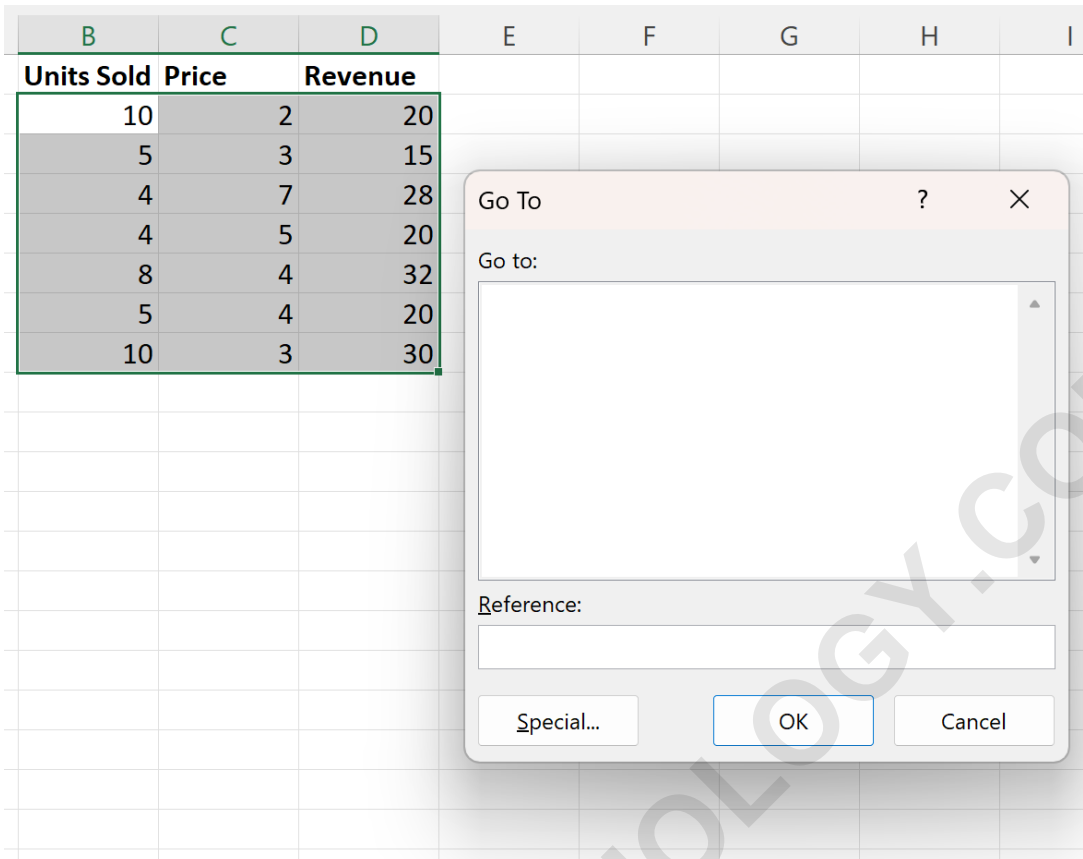 B C D E F G H I
Units Sold Price Revenue
10 2 20
5 3 15
4 7 28
4 5 20
8 4 32
5 4 20
10 3 30
Go To ? ×
Go to:
Reference:
Special... OK Cancel
OLOGY.CO